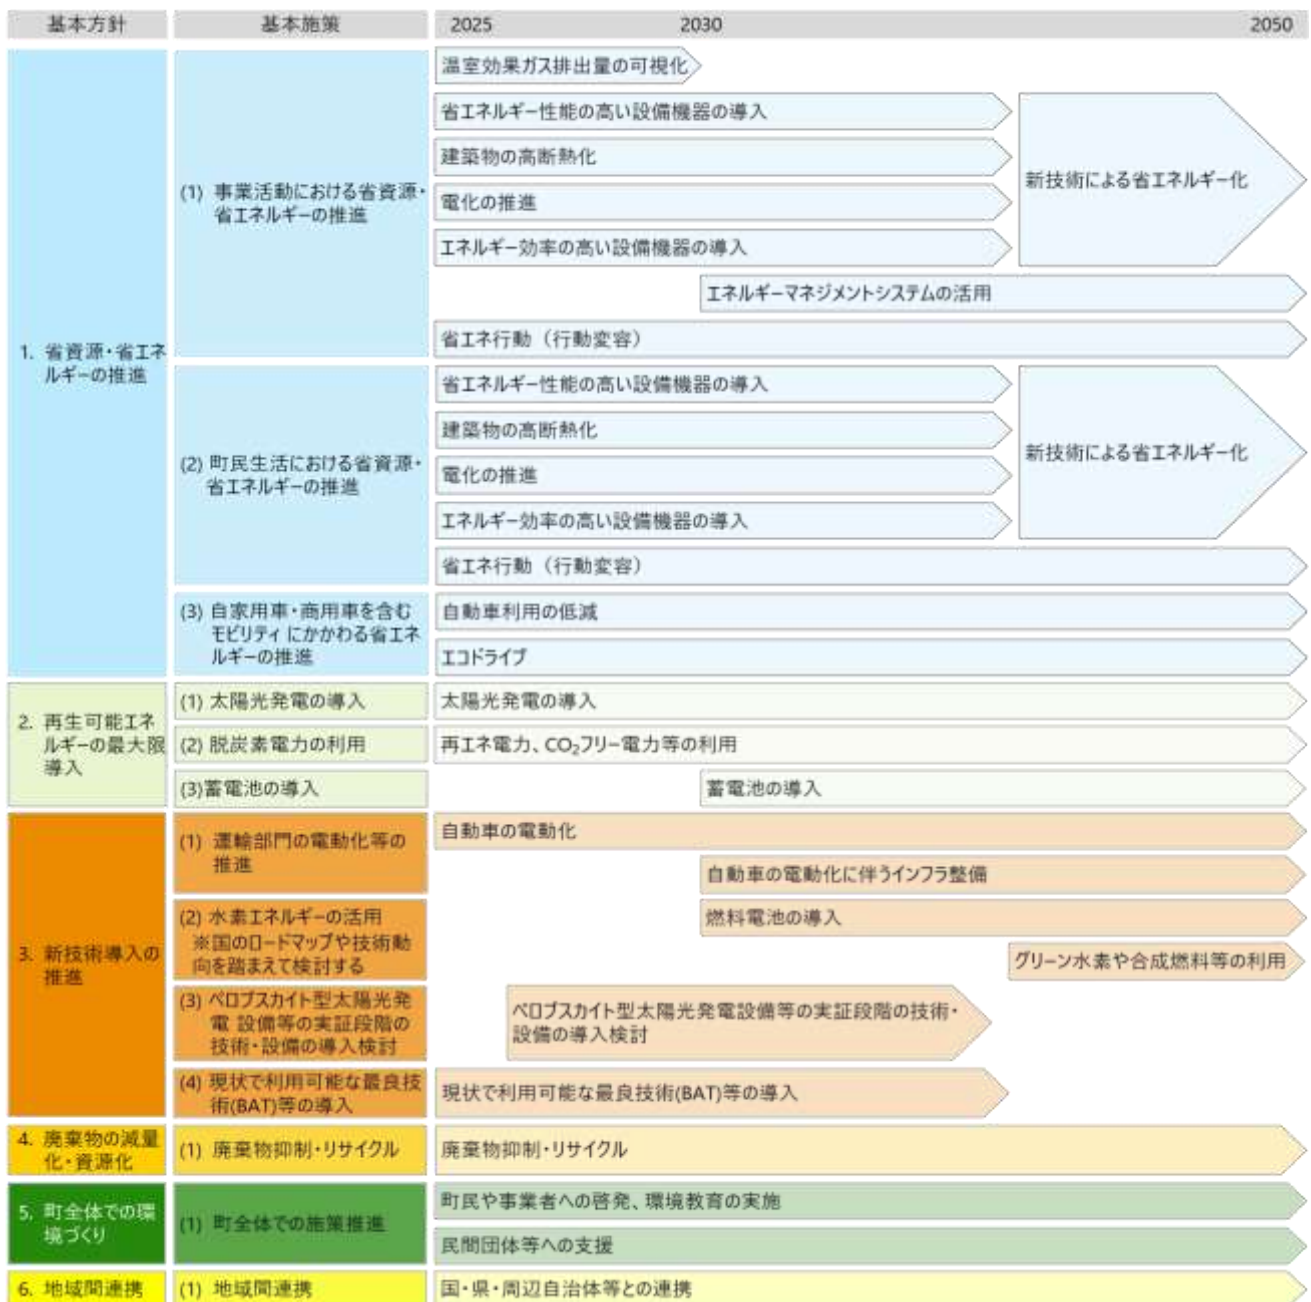 基本方針 基本施策 2025 2030 2050
1. 省資源・省エネ
ルギーの推進
(1) 事業活動における省資源・
省エネルギーの推進
温室効果ガス排出量の可視化
省エネルギー性能の高い設備機器の導入
建築物の高断熱化
電化の推進
エネルギー効率の高い設備機器の導入
新技術による省エネルギー化
エネルギーマネジメントシステムの活用
省エネ行動（行動変容）
(2) 町民生活における省資源・
省エネルギーの推進
省エネルギー性能の高い設備機器の導入
建築物の高断熱化
電化の推進
エネルギー効率の高い設備機器の導入
新技術による省エネルギー化
省エネ行動（行動変容）
(3) 自家用車・商用車を含む
モビリティ にかかわる省エネ
ルギーの推進
自動車利用の低減
エコドライブ
2. 再生可能エネ
ルギーの最大限
導入
(1) 太陽光発電の導入
太陽光発電の導入
(2) 脱炭素電力の利用
再エネ電力、CO₂フリー電力等の利用
(3)蓄電池の導入
蓄電池の導入
3. 新技術導入の
推進
(1) 運輸部門の電動化等の
推進
自動車の電動化
自動車の電動化に伴うインフラ整備
(2) 水素エネルギーの活用
※国のロードマップや技術動
向を踏まえて検討する
燃料電池の導入
グリーン水素や合成燃料等の利用
(3) ペロブスカイト型太陽光発
電 設備等の実証段階の
技術・設備の導入検討
ペロブスカイト型太陽光発電設備等の実証段階の技術・
設備の導入検討
(4) 現状で利用可能な最良技
術(BAT)等の導入
現状で利用可能な最良技術(BAT)等の導入
4. 廃棄物の減量
化・資源化
(1) 廃棄物抑制・リサイクル
廃棄物抑制・リサイクル
5. 町全体での環
境づくり
(1) 町全体での施策推進
町民や事業者への啓発、環境教育の実施
民間団体等への支援
6. 地域間連携
(1) 地域間連携
国・県・周辺自治体等との連携